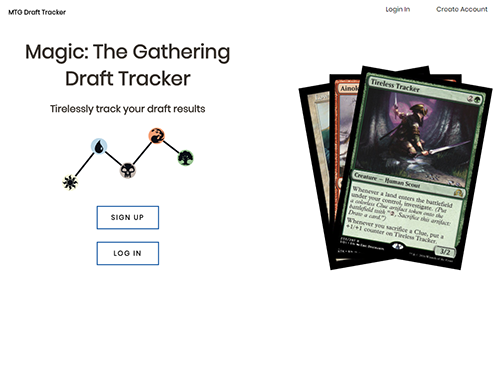 MTG Draft Tracker
Login In
Create Account
Magic: The Gathering
Draft Tracker
Tirelessly track your draft results
SIGN UP
LOG IN
Ainok
Tireless Tracker
2
Creature — Human Scout
Whenever a land enters the battlefield
under your control, investigate. (Put
a colorless Clue artifact token onto the
battlefield with "2, Sacrifice this artifact:
Draw a card.")
Whenever you sacrifice a Clue, put a
+1/+1 counter on Tireless Tracker.
3/2